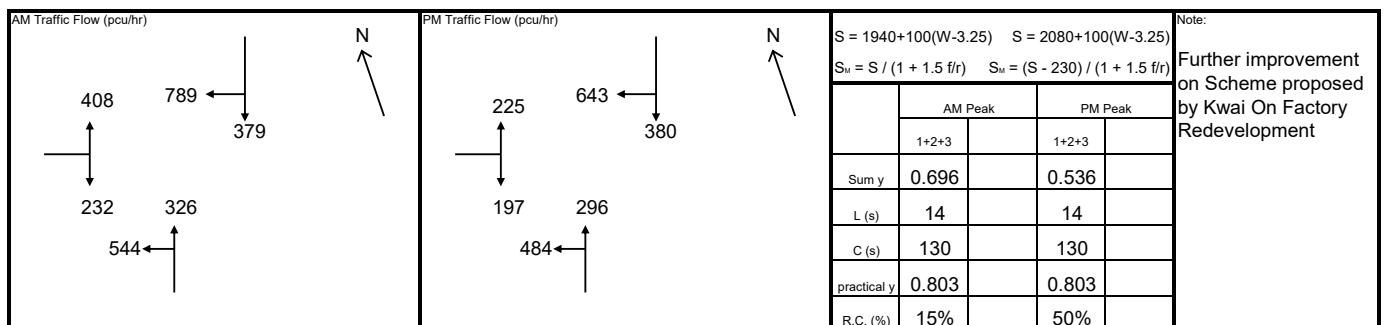 AM Traffic Flow (pcu/hr)
N
408
789
379
232
326
544
PM Traffic Flow (pcu/hr)
N
225
643
380
197
296
484
S = 1940+100(W-3.25) S = 2080+100(W-3.25)
SM = S / (1 + 1.5 f/r) SM = (S - 230) / (1 + 1.5 f/r)
AM Peak PM Peak
1+2+3 1+2+3
Sum y 0.696 0.536
L (s) 14 14
C (s) 130 130
practical y 0.803 0.803
R.C. (%) 15% 50%
Note:
Further improvement
on Scheme proposed
by Kwai On Factory
Redevelopment